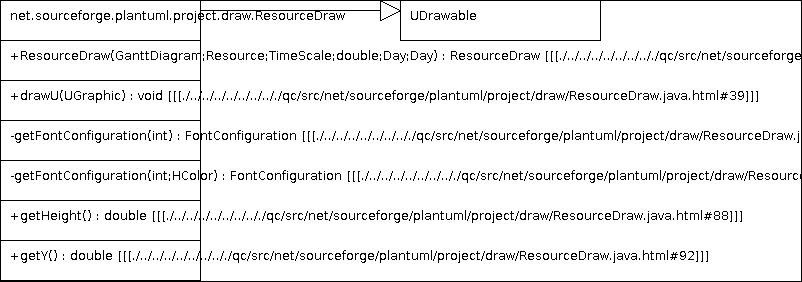 net.sourceforge.plantuml.project.draw.ResourceDraw
UDrawable
+ResourceDraw(GanttDiagram;Resource;TimeScale;double;Day;Day) : ResourceDraw [[[./../../../../../../../../qc/src/net/sourceforge
+drawU(UGraphic) : void [[[./../../../../../../../../qc/src/net/sourceforge/plantuml/project/draw/ResourceDraw.java.html#39]]]
-getFontConfiguration(int) : FontConfiguration [[[./../../../../../../../../qc/src/net/sourceforge/plantuml/project/draw/ResourceDraw.j
-getFontConfiguration(int;HColor) : FontConfiguration [[[./../../../../../../../../qc/src/net/sourceforge/plantuml/project/draw/Resource
+getHeight() : double [[[./../../../../../../../../qc/src/net/sourceforge/plantuml/project/draw/ResourceDraw.java.html#88]]]
+getY() : double [[[./../../../../../../../../qc/src/net/sourceforge/plantuml/project/draw/ResourceDraw.java.html#92]]]